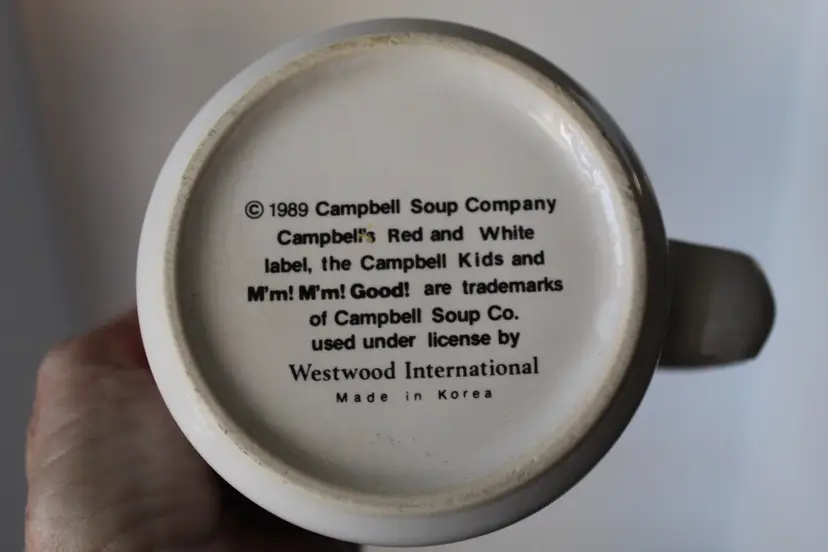 © 1989 Campbell Soup Company
Campbell's Red and White
label, the Campbell Kids and
M'm! M'm! Good! are trademarks
of Campbell Soup Co.
used under license by
Westwood International
Made in Korea